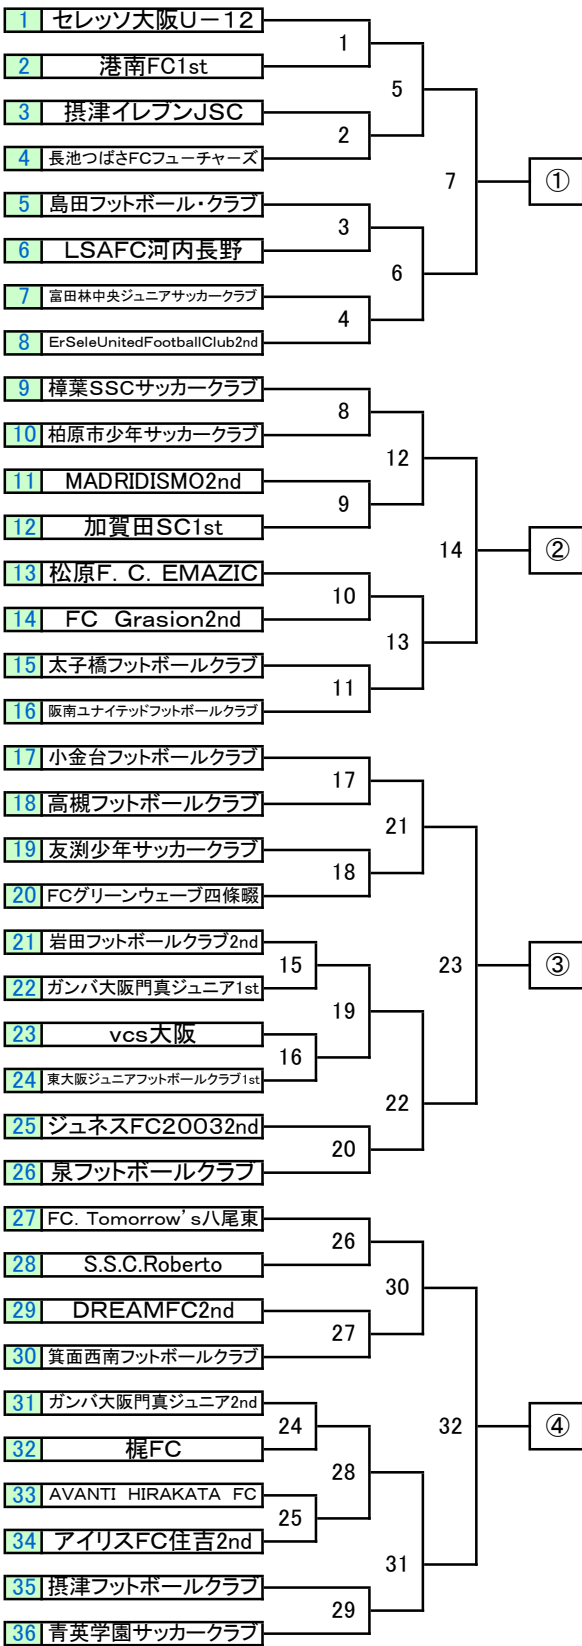 1 セレッソ大阪U-12
2 港南FC1st
3 摂津イレブンJSC
4 長池つばさFCフューチャーズ
5 島田フットボール・クラブ
6 LSAFC河内長野
7 富田林中央ジュニアサッカークラブ
8 ErSeleUnitedFootballClub2nd
1
2
3
4
5
6
7
①
9 樟葉SSCサッカークラブ
10 柏原市少年サッカークラブ
11 MADRIDISMO2nd
12 加賀田SC1st
13 松原F. C. EMAZIC
14 FC Grasion2nd
15 太子橋フットボールクラブ
16 阪南ユナイテッドフットボールクラブ
8
9
10
11
12
13
14
②
17 小金台フットボールクラブ
18 高槻フットボールクラブ
19 友渕少年サッカークラブ
20 FCグリーンウェーブ四條畷
21 岩田フットボールクラブ2nd
22 ガンバ大阪門真ジュニア1st
23 vcs大阪
24 東大阪ジュニアフットボールクラブ1st
25 ジュネスFC20032nd
26 泉フットボールクラブ
17
18
15
16
19
20
21
22
23
③
27 FC. Tomorrow's八尾東
28 S.S.C.Roberto
29 DREAMFC2nd
30 箕面西南フットボールクラブ
31 ガンバ大阪門真ジュニア2nd
32 梶FC
33 AVANTI HIRAKATA FC
34 アイリスFC住吉2nd
35 摂津フットボールクラブ
36 青英学園サッカークラブ
26
27
24
25
28
29
30
31
32
④